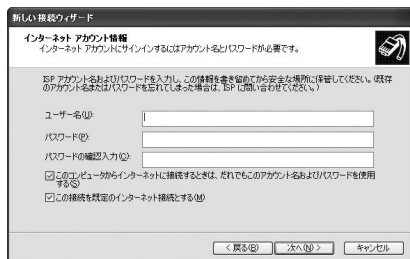 新しい接続ウィザード
インターネット アカウント情報
インターネット アカウントにサインインするにはアカウント名とパスワードが必要です。
ISP アカウント名およびパスワードを入力し、この情報を書き留めてから安全な場所に保管してください。(既存
のアカウント名またはパスワードを忘れてしまった場合は、ISP に問い合わせてください。)
ユーザー名(U):
パスワード(P):
パスワードの確認入力(C):
このコンピュータからインターネットに接続するときは、だれでもこのアカウント名およびパスワードを使用
する(S)
この接続を既定のインターネット接続とする(M)
< 戻る(B)
次へ(N) >
キャンセル